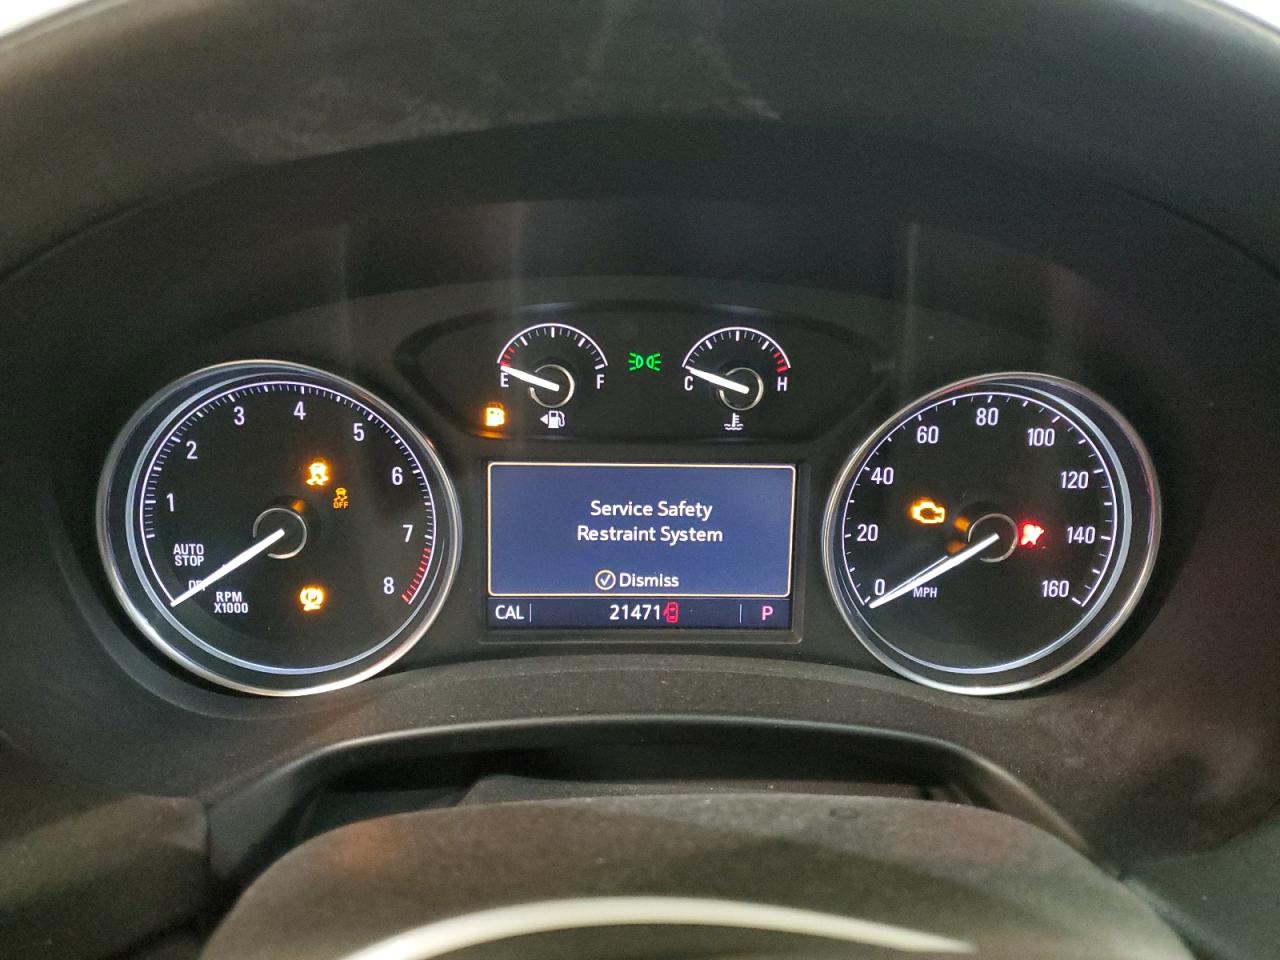 E F
C H
1
2
3
4
5
6
7
8
AUTO
STOP
RPM
X1000
OFF
P
Service Safety
Restraint System
Dismiss
CAL 21471 P
0
20
40
60
80
100
120
140
160
MPH